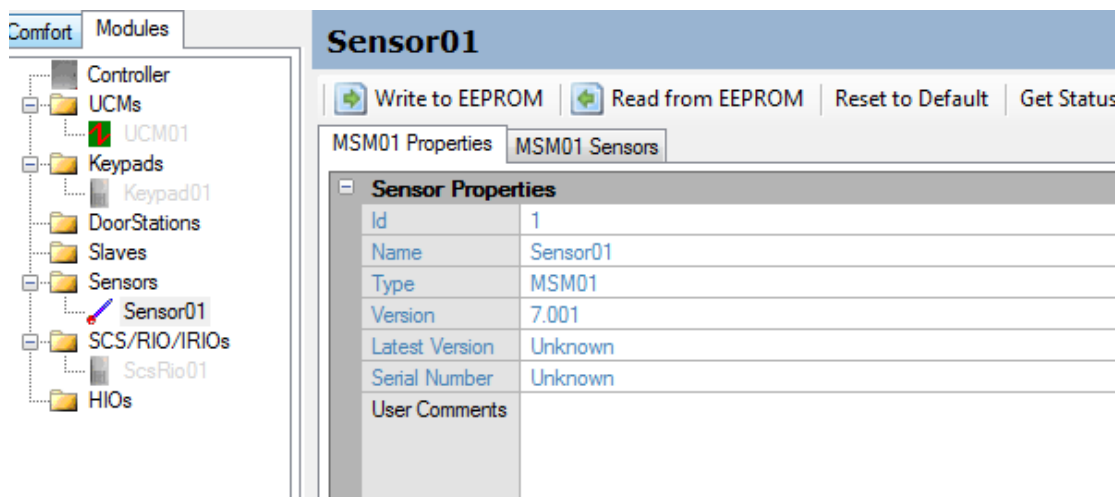 Comfort Modules
Controller
UCMs
UCM01
Keypads
Keypad01
DoorStations
Slaves
Sensors
Sensor01
SCS/RIO/IRIOs
ScsRio01
HIOs
Sensor01
Write to EEPROM Read from EEPROM Reset to Default Get Status
MSM01 Properties MSM01 Sensors
Sensor Properties
Id 1
Name Sensor01
Type MSM01
Version 7.001
Latest Version Unknown
Serial Number Unknown
User Comments